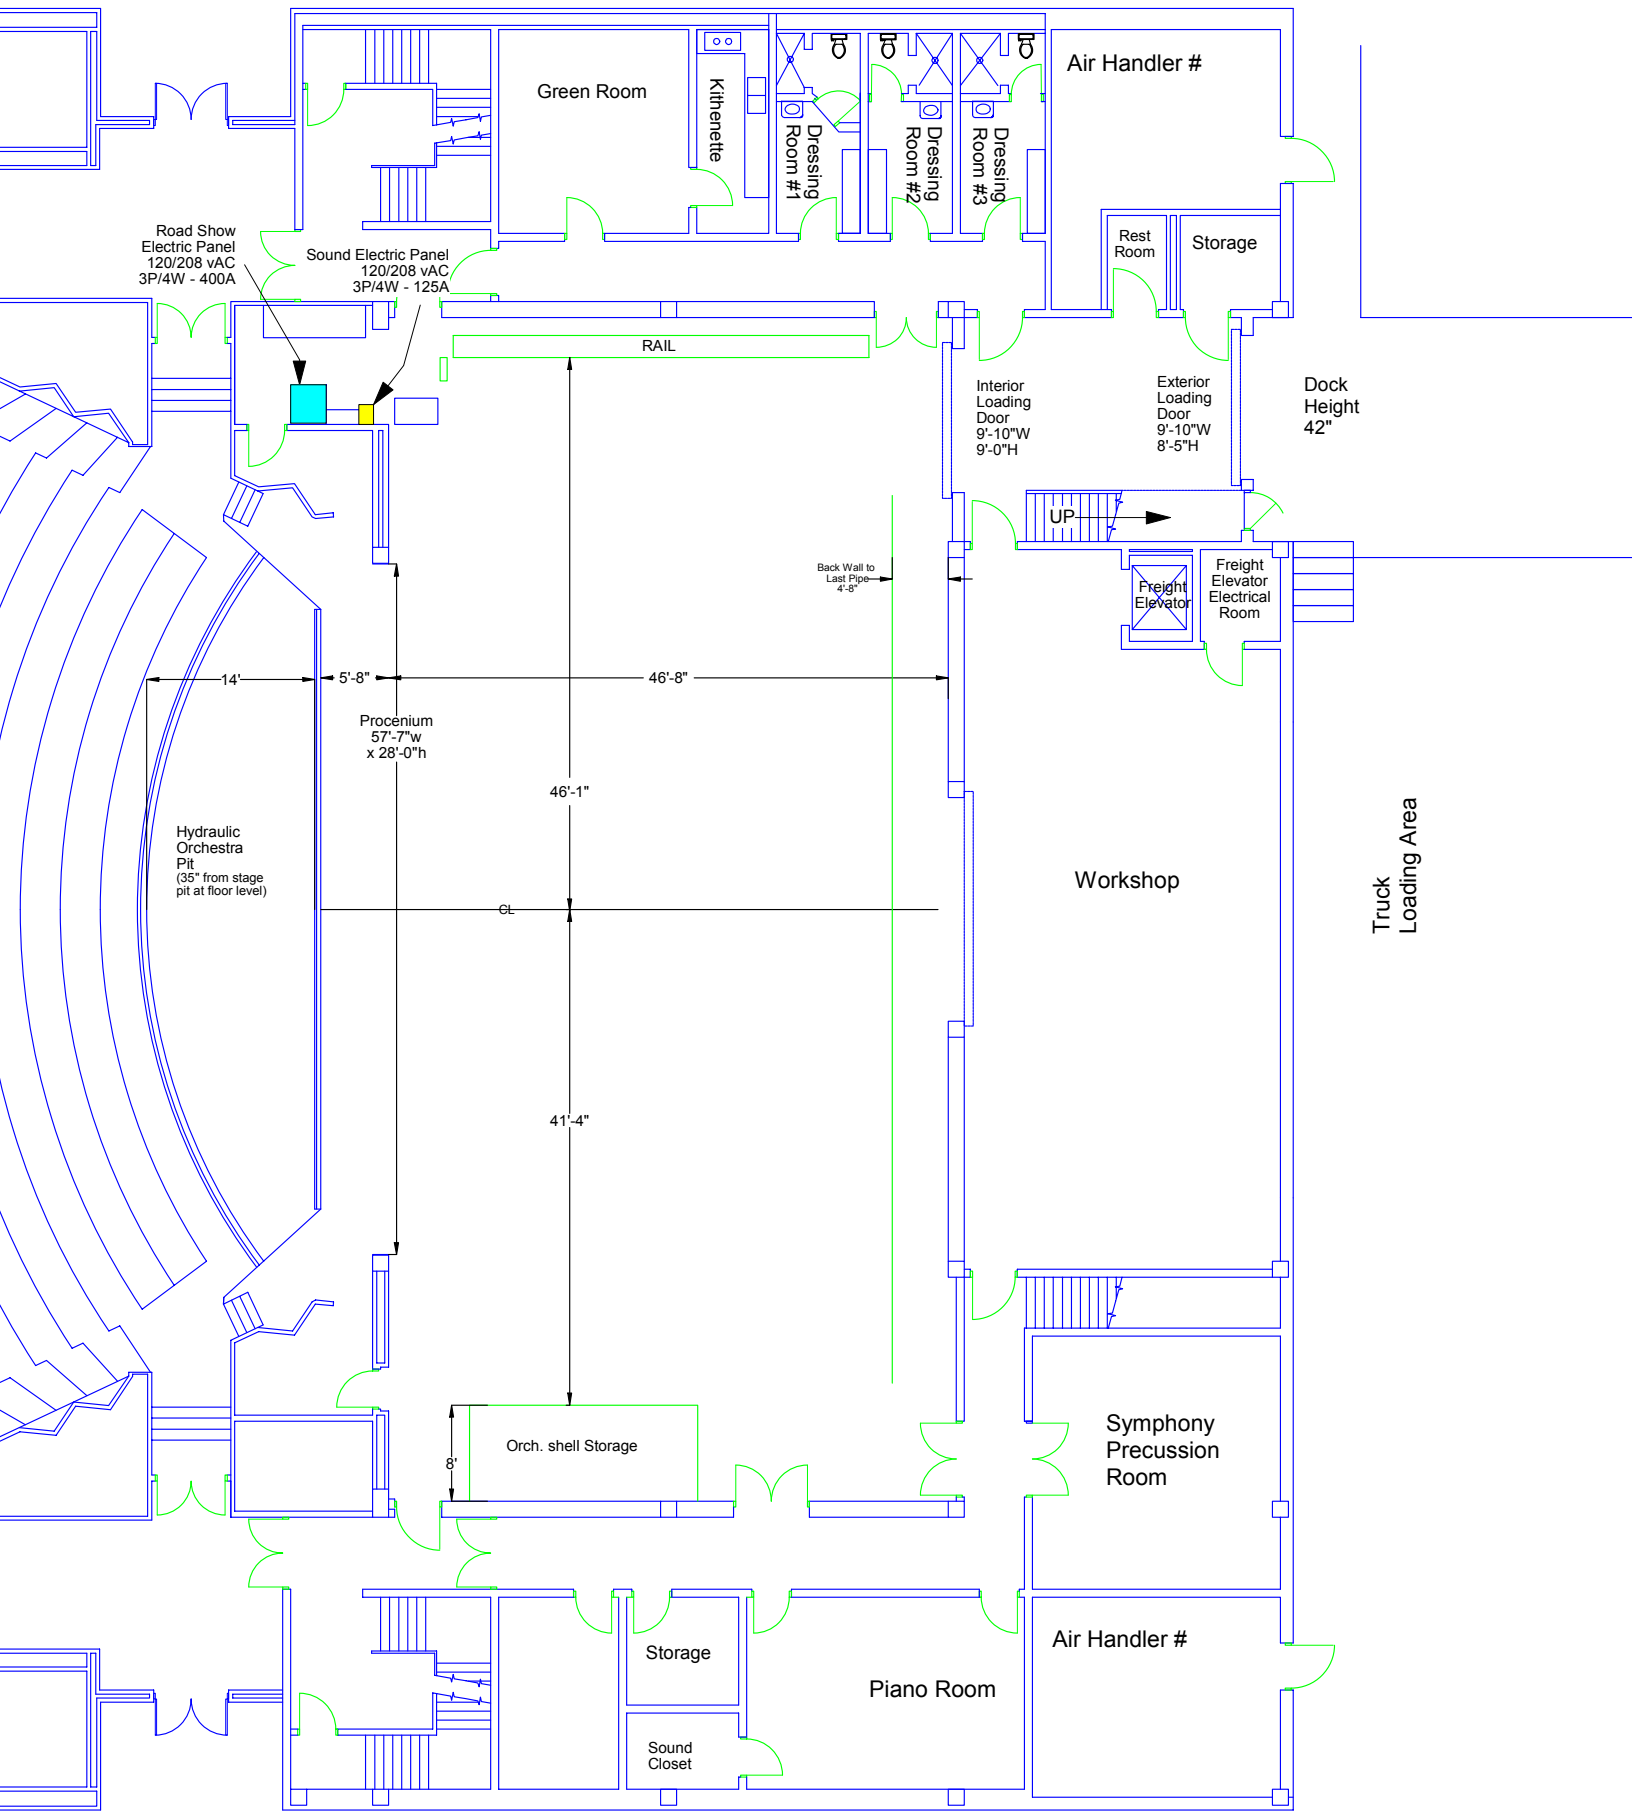 Air Handler #
Green Room
Kithenette
Dressing
Room #1
Dressing
Room #2
Dressing
Room #3
Road Show
Electric Panel
120/208 vAC
3P/4W - 400A
Sound Electric Panel
120/208 vAC
3P/4W - 125A
Rest
Room
Storage
RAIL
Interior
Loading
Door
9'-10"W
9'-0"H
Exterior
Loading
Door
9'-10"W
8'-5"H
Dock
Height
42"
UP
Back Wall to
Last Pipe
4'-8"
Freight
Elevator
Freight
Elevator
Electrical
Room
14'
5'-8"
46'-8"
Procenium
57'-7"w
x 28'-0"h
46'-1"
Hydraulic
Orchestra
Pit
(35" from stage
pit at floor level)
Workshop
Truck
Loading Area
CL
41'-4"
Orch. shell Storage
8'
Symphony
Precussion
Room
Storage
Air Handler #
Piano Room
Sound
Closet